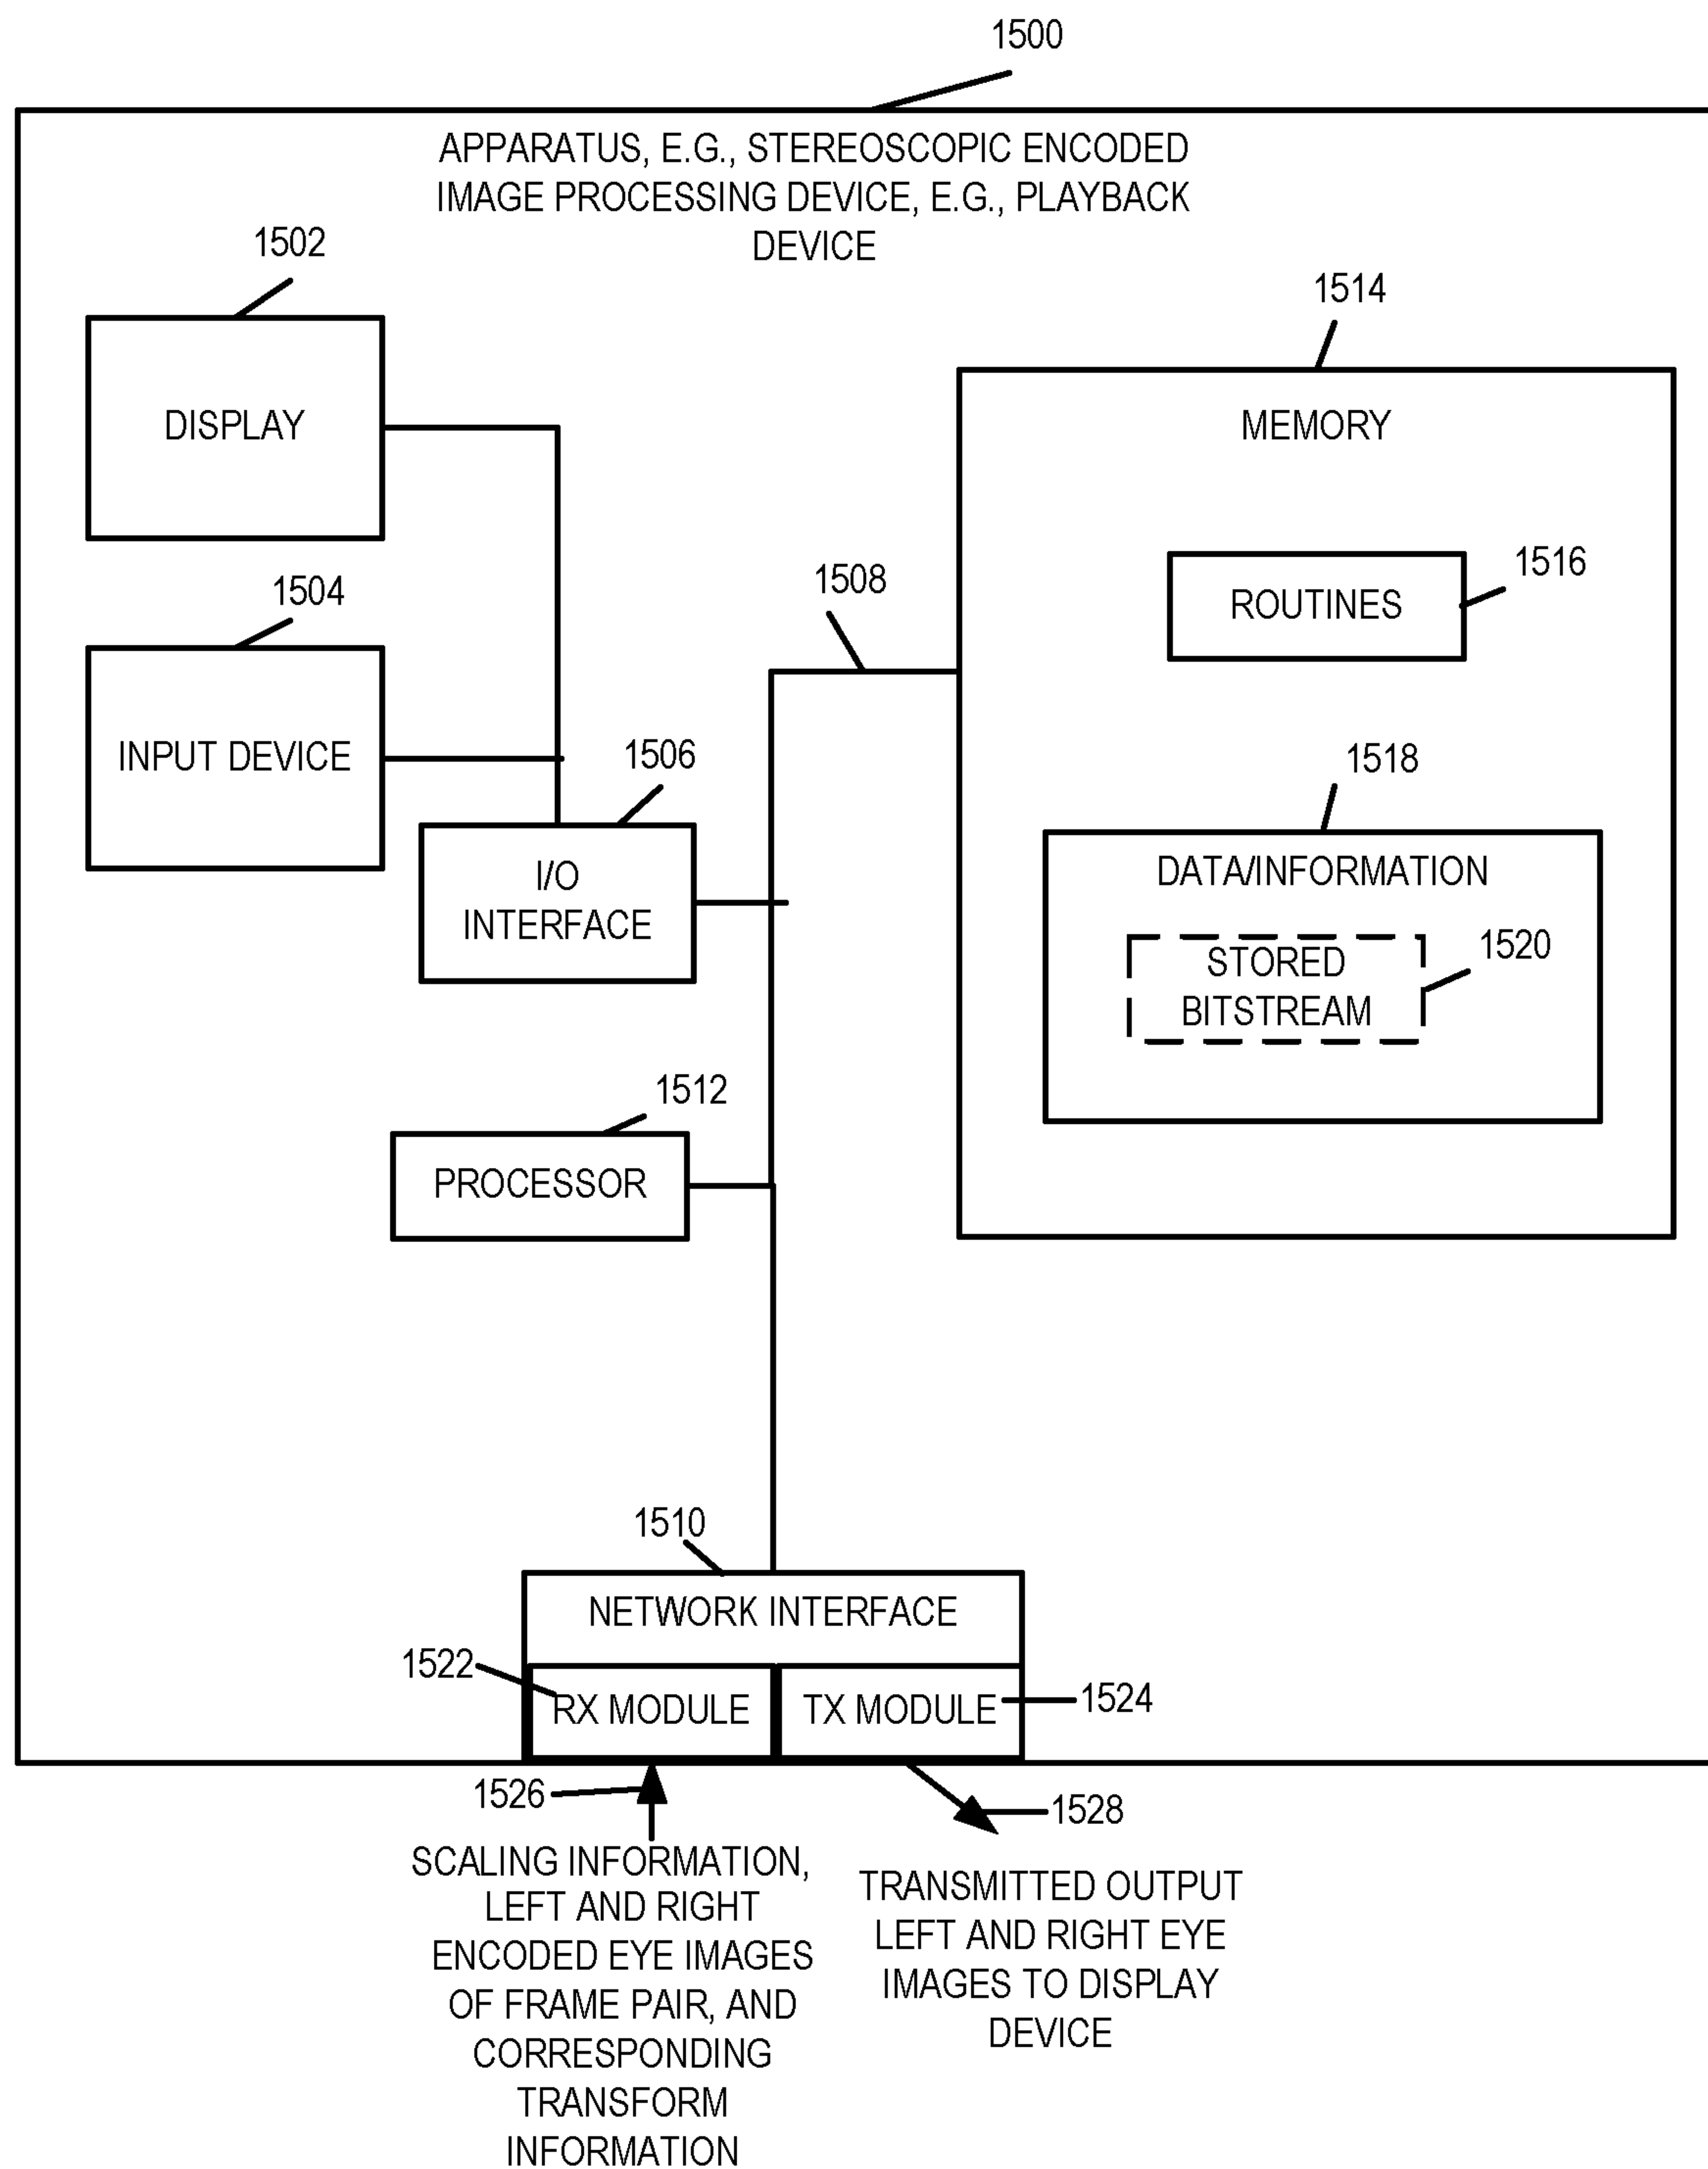 1500
APPARATUS, E.G., STEREOSCOPIC ENCODED
IMAGE PROCESSING DEVICE, E.G., PLAYBACK
DEVICE
1502
DISPLAY
1504
INPUT DEVICE
1506
I/O
INTERFACE
1508
1512
PROCESSOR
1514
MEMORY
1516
ROUTINES
1518
DATA/INFORMATION
1520
STORED
BITSTREAM
1510
NETWORK INTERFACE
1522
RX MODULE
TX MODULE
1524
1526
SCALING INFORMATION,
LEFT AND RIGHT
ENCODED EYE IMAGES
OF FRAME PAIR, AND
CORRESPONDING
TRANSFORM
INFORMATION
1528
TRANSMITTED OUTPUT
LEFT AND RIGHT EYE
IMAGES TO DISPLAY
DEVICE